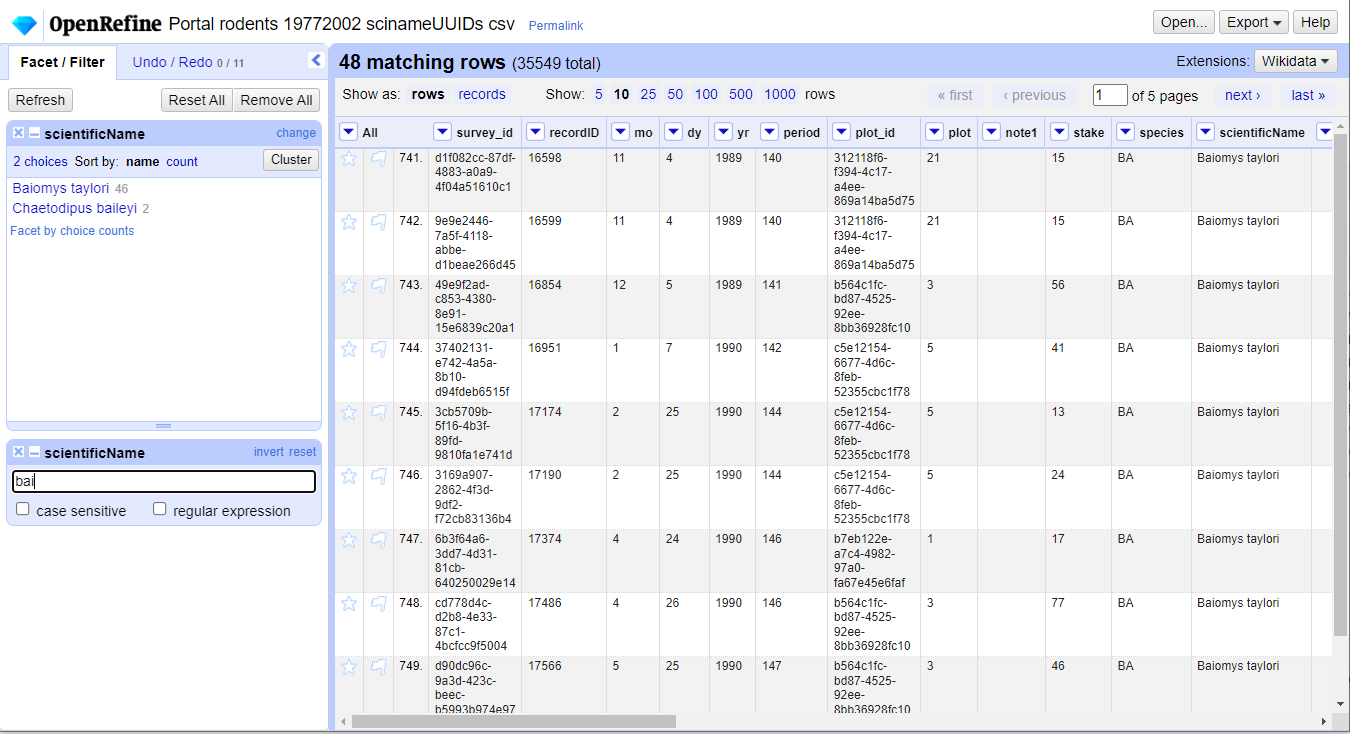 OpenRefine Portal rodents 19772002 scinameUUIDs csv Permalink Open... Export Help
Facet / Filter Undo / Redo 0 / 11
48 matching rows (35549 total) Extensions: Wikidata
Refresh Reset All Remove All
Show as: rows records Show: 5 10 25 50 100 500 1000 rows « first ‹ previous 1 of 5 pages next › last »
scientificName change
2 choices Sort by: name count Cluster
Baiomys taylori 46
Chaetodipus baileyi 2
Facet by choice counts
scientificName invert reset
bai
case sensitive regular expression
All survey_id recordID mo dy yr period plot_id plot note1 stake species scientificName
741. d1f082cc-87df- 16598 11 4 1989 140 312118f6- 21 15 BA Baiomys taylori
4883-a0a9- f394-4c17-
4f04a51610c1 a4ee-
869a14ba5d75
742. 9e9e2446- 16599 11 4 1989 140 312118f6- 21 15 BA Baiomys taylori
7a5f-4118- f394-4c17-
abbe- a4ee-
d1beae266d45 869a14ba5d75
743. 49e9f2ad- 16854 12 5 1989 141 b564c1fc- 3 56 BA Baiomys taylori
c853-4380- bd87-4525-
8e91- 92ee-
15e6839c20a1 8bb36928fc10
744. 37402131- 16951 1 7 1990 142 c5e12154- 5 41 BA Baiomys taylori
e742-4a5a- 6677-4d6c-
8b10- 8feb-
d94fdeb6515f 52355cbc1f78
745. 3cb5709b- 17174 2 25 1990 144 c5e12154- 5 13 BA Baiomys taylori
5f16-4b3f- 6677-4d6c-
89fd- 8feb-
9810fa1e741d 52355cbc1f78
746. 3169a907- 17190 2 25 1990 144 c5e12154- 5 24 BA Baiomys taylori
2862-4f3d- 6677-4d6c-
9df2- 8feb-
f72cb83136b4 52355cbc1f78
747. 6b3f64a6- 17374 4 24 1990 146 b7eb122e- 1 17 BA Baiomys taylori
3dd7-4d31- a7c4-4982-
81cb- 97a0-
640250029e14 fa67e45e6faf
748. cd778d4c- 17486 4 26 1990 146 b564c1fc- 3 77 BA Baiomys taylori
d2b8-4e33- bd87-4525-
87c1- 92ee-
4bcfcc9f5004 8bb36928fc10
749. d90dc96c- 17566 5 25 1990 147 b564c1fc- 3 46 BA Baiomys taylori
9a3d-423c- bd87-4525-
beec- 92ee-
b5993b974e97 8bb36928fc10